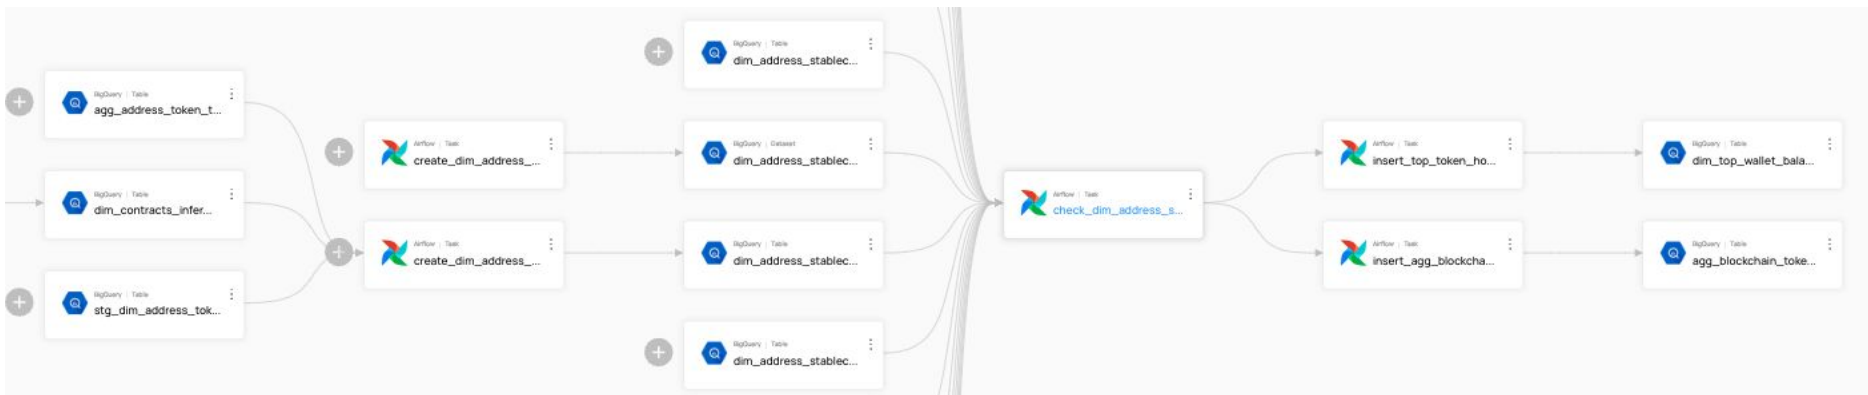 BigQuery | Table
agg_address_token_t...
BigQuery | Table
dim_contracts_infer...
BigQuery | Table
stg_dim_address_tok...
Airflow | Task
create_dim_address_...
Airflow | Task
create_dim_address_...
BigQuery | Table
dim_address_stablec...
BigQuery | Dataset
dim_address_stablec...
BigQuery | Table
dim_address_stablec...
BigQuery | Table
dim_address_stablec...
Airflow | Task
check_dim_address_s...
Airflow | Task
insert_top_token_ho...
Airflow | Task
insert_agg_blockcha...
BigQuery | Table
dim_top_wallet_bala...
BigQuery | Table
agg_blockchain_toke...